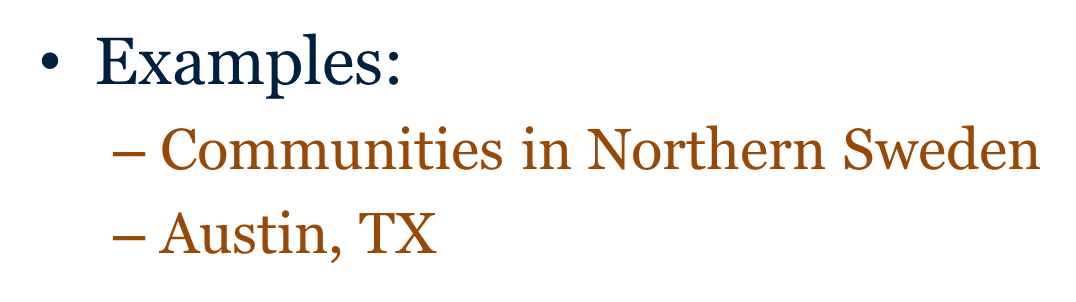 • Examples:
– Communities in Northern Sweden
– Austin, TX